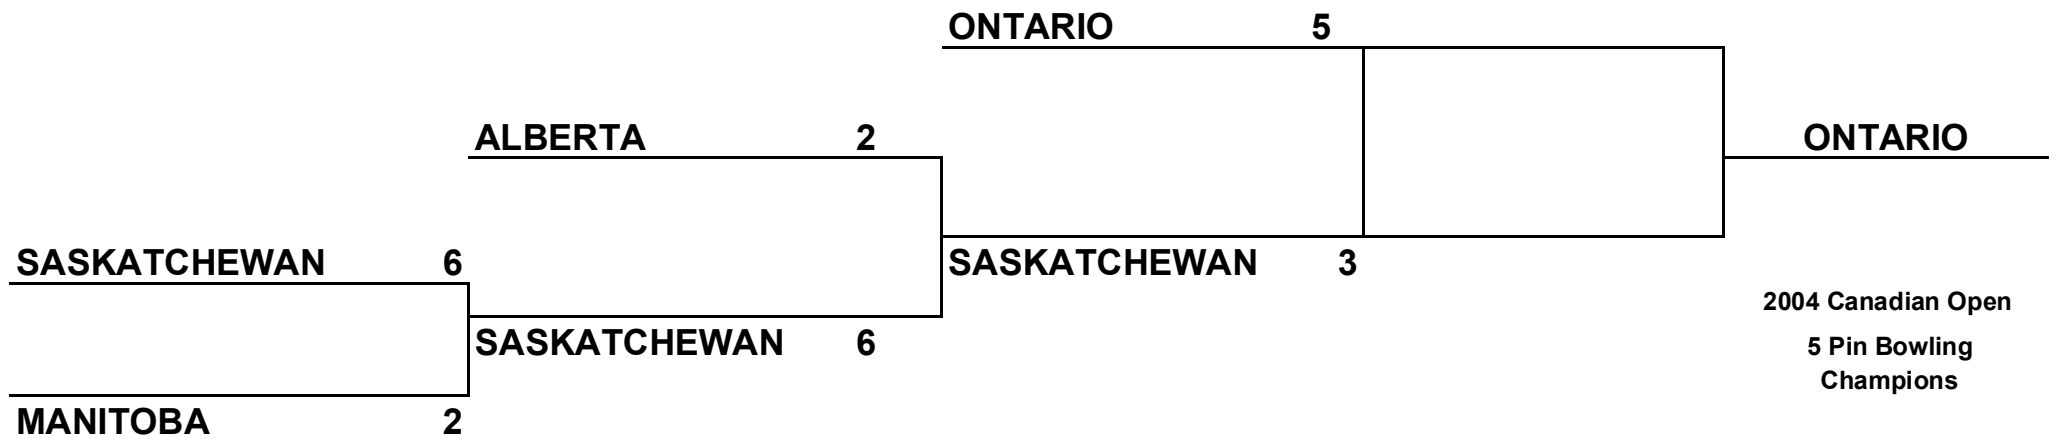 ONTARIO 5
ALBERTA 2
ONTARIO
SASKATCHEWAN 6
SASKATCHEWAN 3
2004 Canadian Open
SASKATCHEWAN 6
5 Pin Bowling
Champions
MANITOBA 2